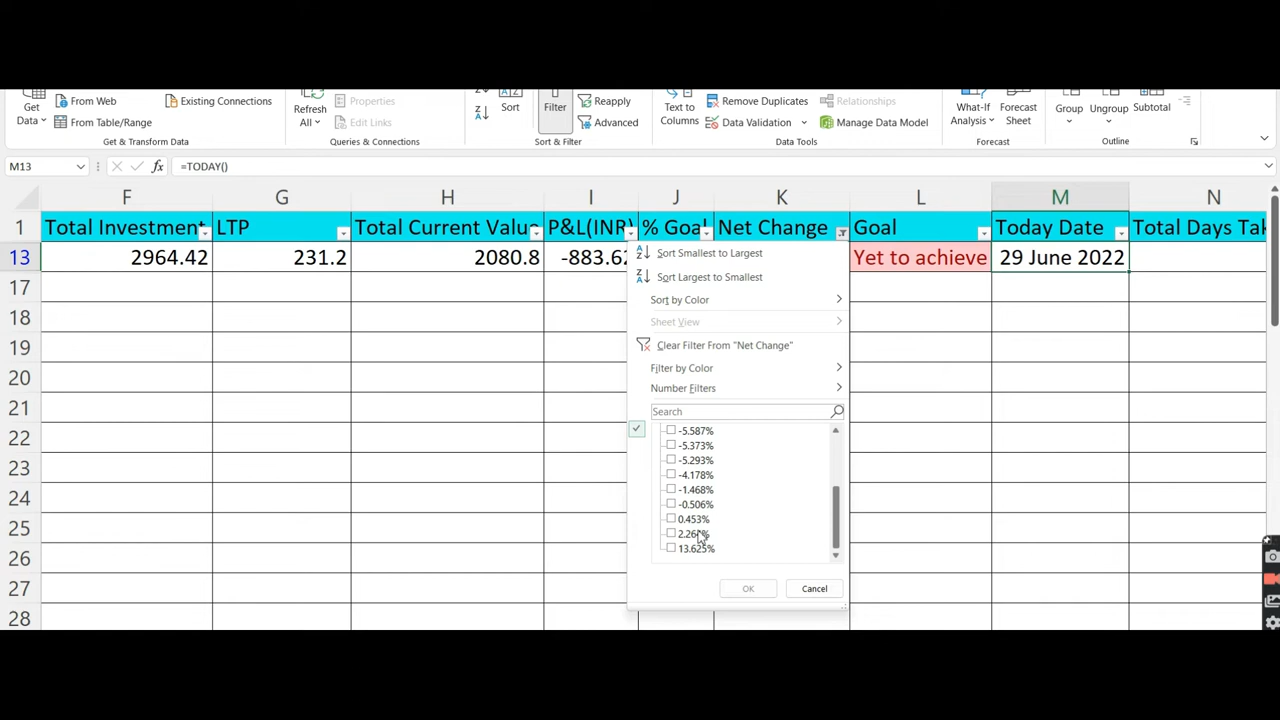 Get
Data
From Web
From Table/Range
Existing Connections
Get & Transform Data
Refresh
All
Properties
Edit Links
Queries & Connections
Sort
Filter
Reapply
Advanced
Sort & Filter
Text to
Columns
Remove Duplicates
Data Validation
Relationships
Manage Data Model
Data Tools
What-If
Analysis
Forecast
Sheet
Forecast
Group
Ungroup
Subtotal
Outline
M13
fx
=TODAY()
F G H I J K L M N
1 Total Investment LTP Total Current Valu P&L(INR) % Goa Net Change Goal Today Date Total Days Tak
13 2964.42 231.2 2080.8 -883.62 Yet to achieve 29 June 2022
17
18
19
20
21
22
23
24
25
26
27
28
Sort Smallest to Largest
Sort Largest to Smallest
Sort by Color
Sheet View
Clear Filter From "Net Change"
Filter by Color
Number Filters
Search
-5.587%
-5.373%
-5.293%
-4.178%
-1.468%
-0.506%
0.453%
13.625%
OK Cancel